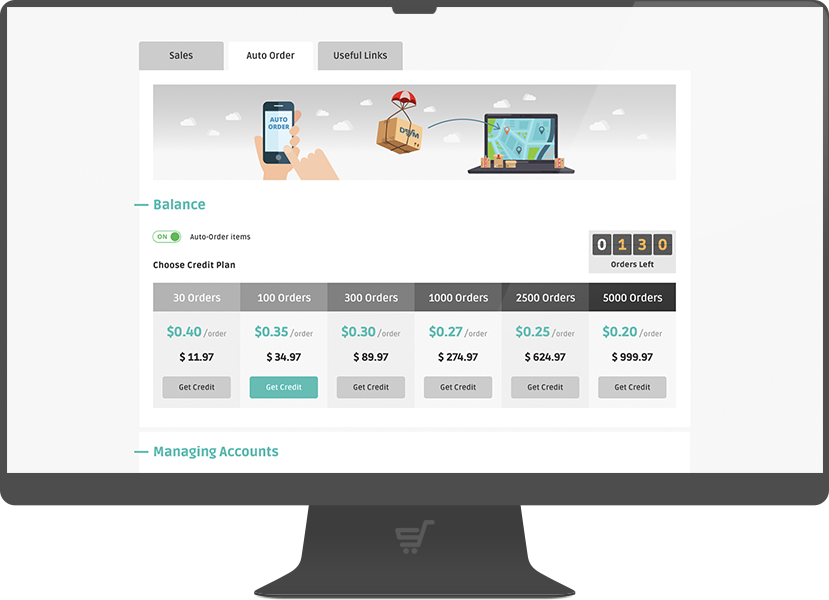 Sales Auto Order Useful Links
AUTO
ORDER
Balance
ON Auto-Order items
0 1 3 0
Orders Left
Choose Credit Plan
30 Orders 100 Orders 300 Orders 1000 Orders 2500 Orders 5000 Orders
$0.40 /order $0.35 /order $0.30 /order $0.27 /order $0.25 /order $0.20 /order
$ 11.97 $ 34.97 $ 89.97 $ 274.97 $ 624.97 $ 999.97
Get Credit Get Credit Get Credit Get Credit Get Credit Get Credit
Managing Accounts